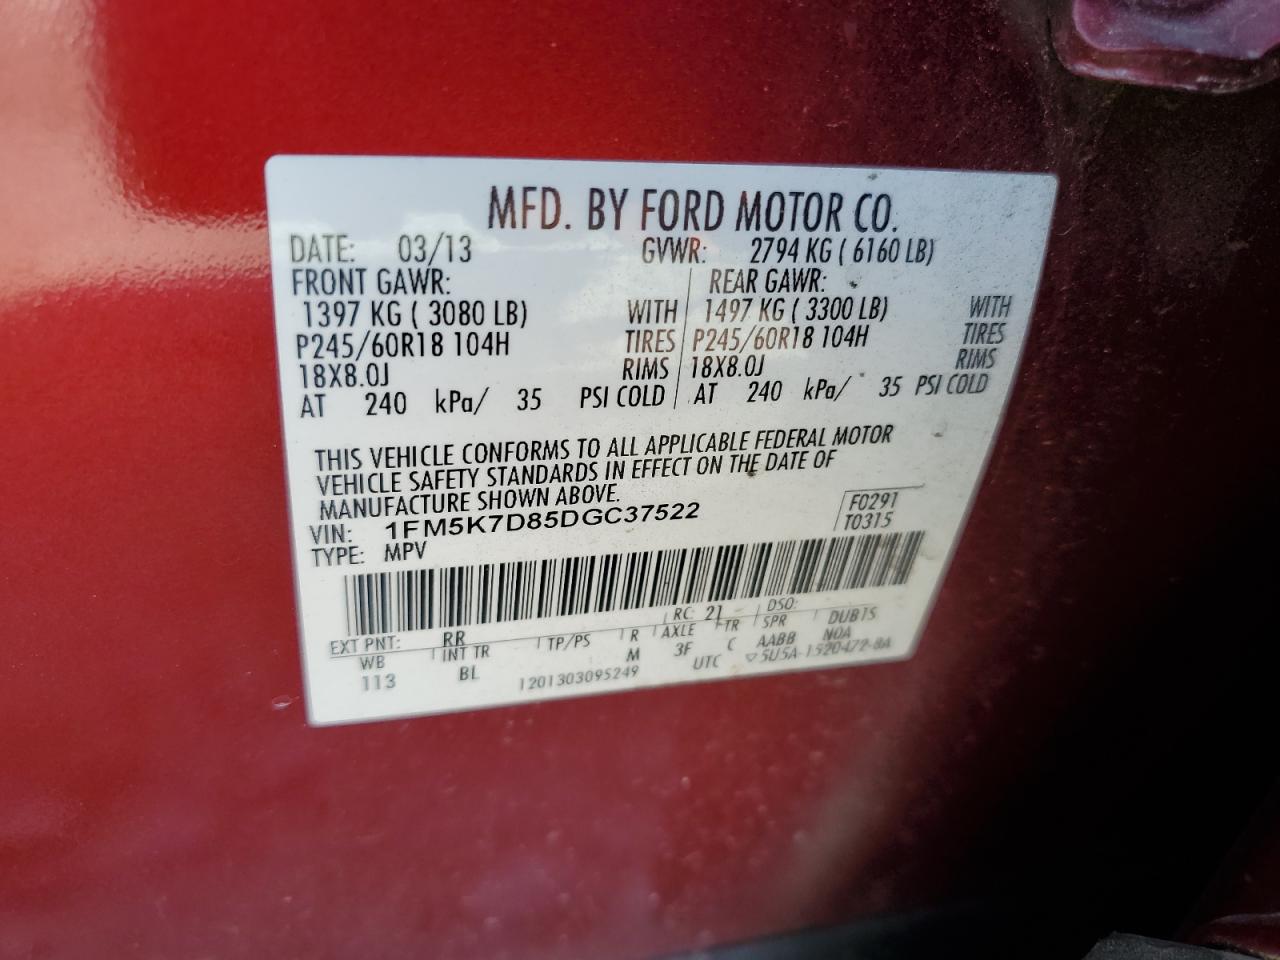 MFD. BY FORD MOTOR CO.
DATE: 03/13 GVWR: 2794 KG ( 6160 LB)
FRONT GAWR: REAR GAWR:
1397 KG ( 3080 LB) WITH 1497 KG ( 3300 LB) WITH
P245/60R18 104H TIRES P245/60R18 104H TIRES
18X8.0J RIMS 18X8.0J RIMS
AT 240 kPa/ 35 PSI COLD AT 240 kPa/ 35 PSI COLD
THIS VEHICLE CONFORMS TO ALL APPLICABLE FEDERAL MOTOR
VEHICLE SAFETY STANDARDS IN EFFECT ON THE DATE OF
MANUFACTURE SHOWN ABOVE.
F0291
VIN: 1FM5K7D85DGC37522
T0315
TYPE: MPV
EXT PNT: RR RC: 21 DSO: DUB1S
WB INT TR TP/PS R AXLE TR SPR NOA
113 BL M 3F C AABB
1201303095249 UTC ▽5U5A-1520472-BA